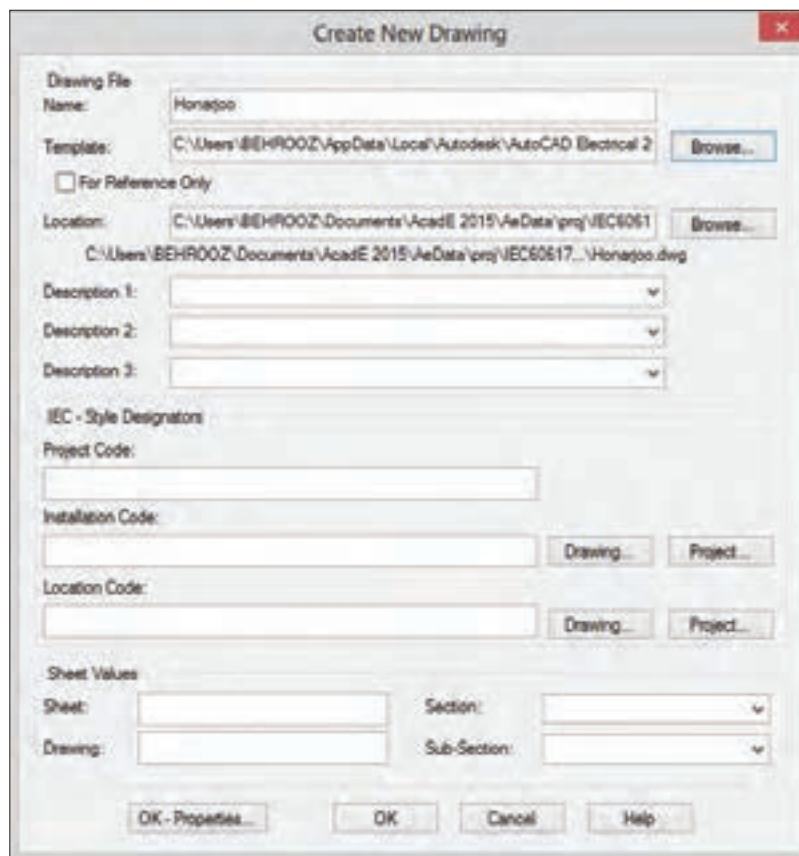 Create New Drawing
Drawing File
Name: Honarjoo
Template: C:\Users\BEHROOZ\AppData\Local\Autodesk\AutoCAD Electrical 2 Browse...
For Reference Only
Location: C:\Users\BEHROOZ\Documents\AcadE 2015\AeData\proj\IEC6061 Browse...
C:\Users\BEHROOZ\Documents\AcadE 2015\AeData\proj\IEC60617...\Honarjoo.dwg
Description 1:
Description 2:
Description 3:
IEC - Style Designators
Project Code:
Installation Code:
Drawing... Project...
Location Code:
Drawing... Project...
Sheet Values
Sheet: Section:
Drawing: Sub-Section:
OK - Properties... OK Cancel Help